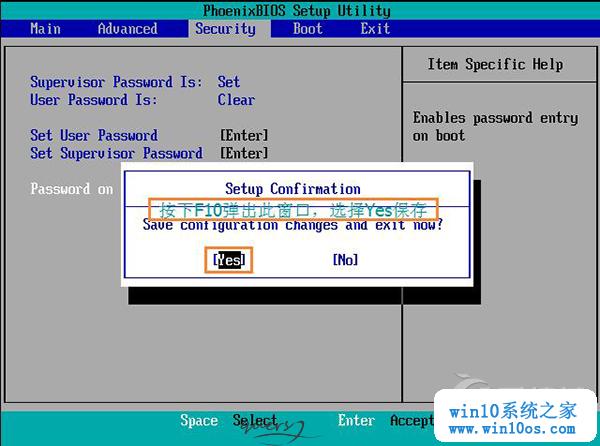 PhoenixBIOS Setup Utility
Main Advanced Security Boot Exit
Item Specific Help
Supervisor Password Is: Set
User Password Is: Clear
Enables password entry
on boot
Set User Password [Enter]
Set Supervisor Password [Enter]
Password on
Setup Confirmation
按下F10弹出此窗口，选择Yes保存
Save configuration changes and exit now?
[Yes] [No]
Space Select Enter Accept
win10系统之家
www.win10os.com